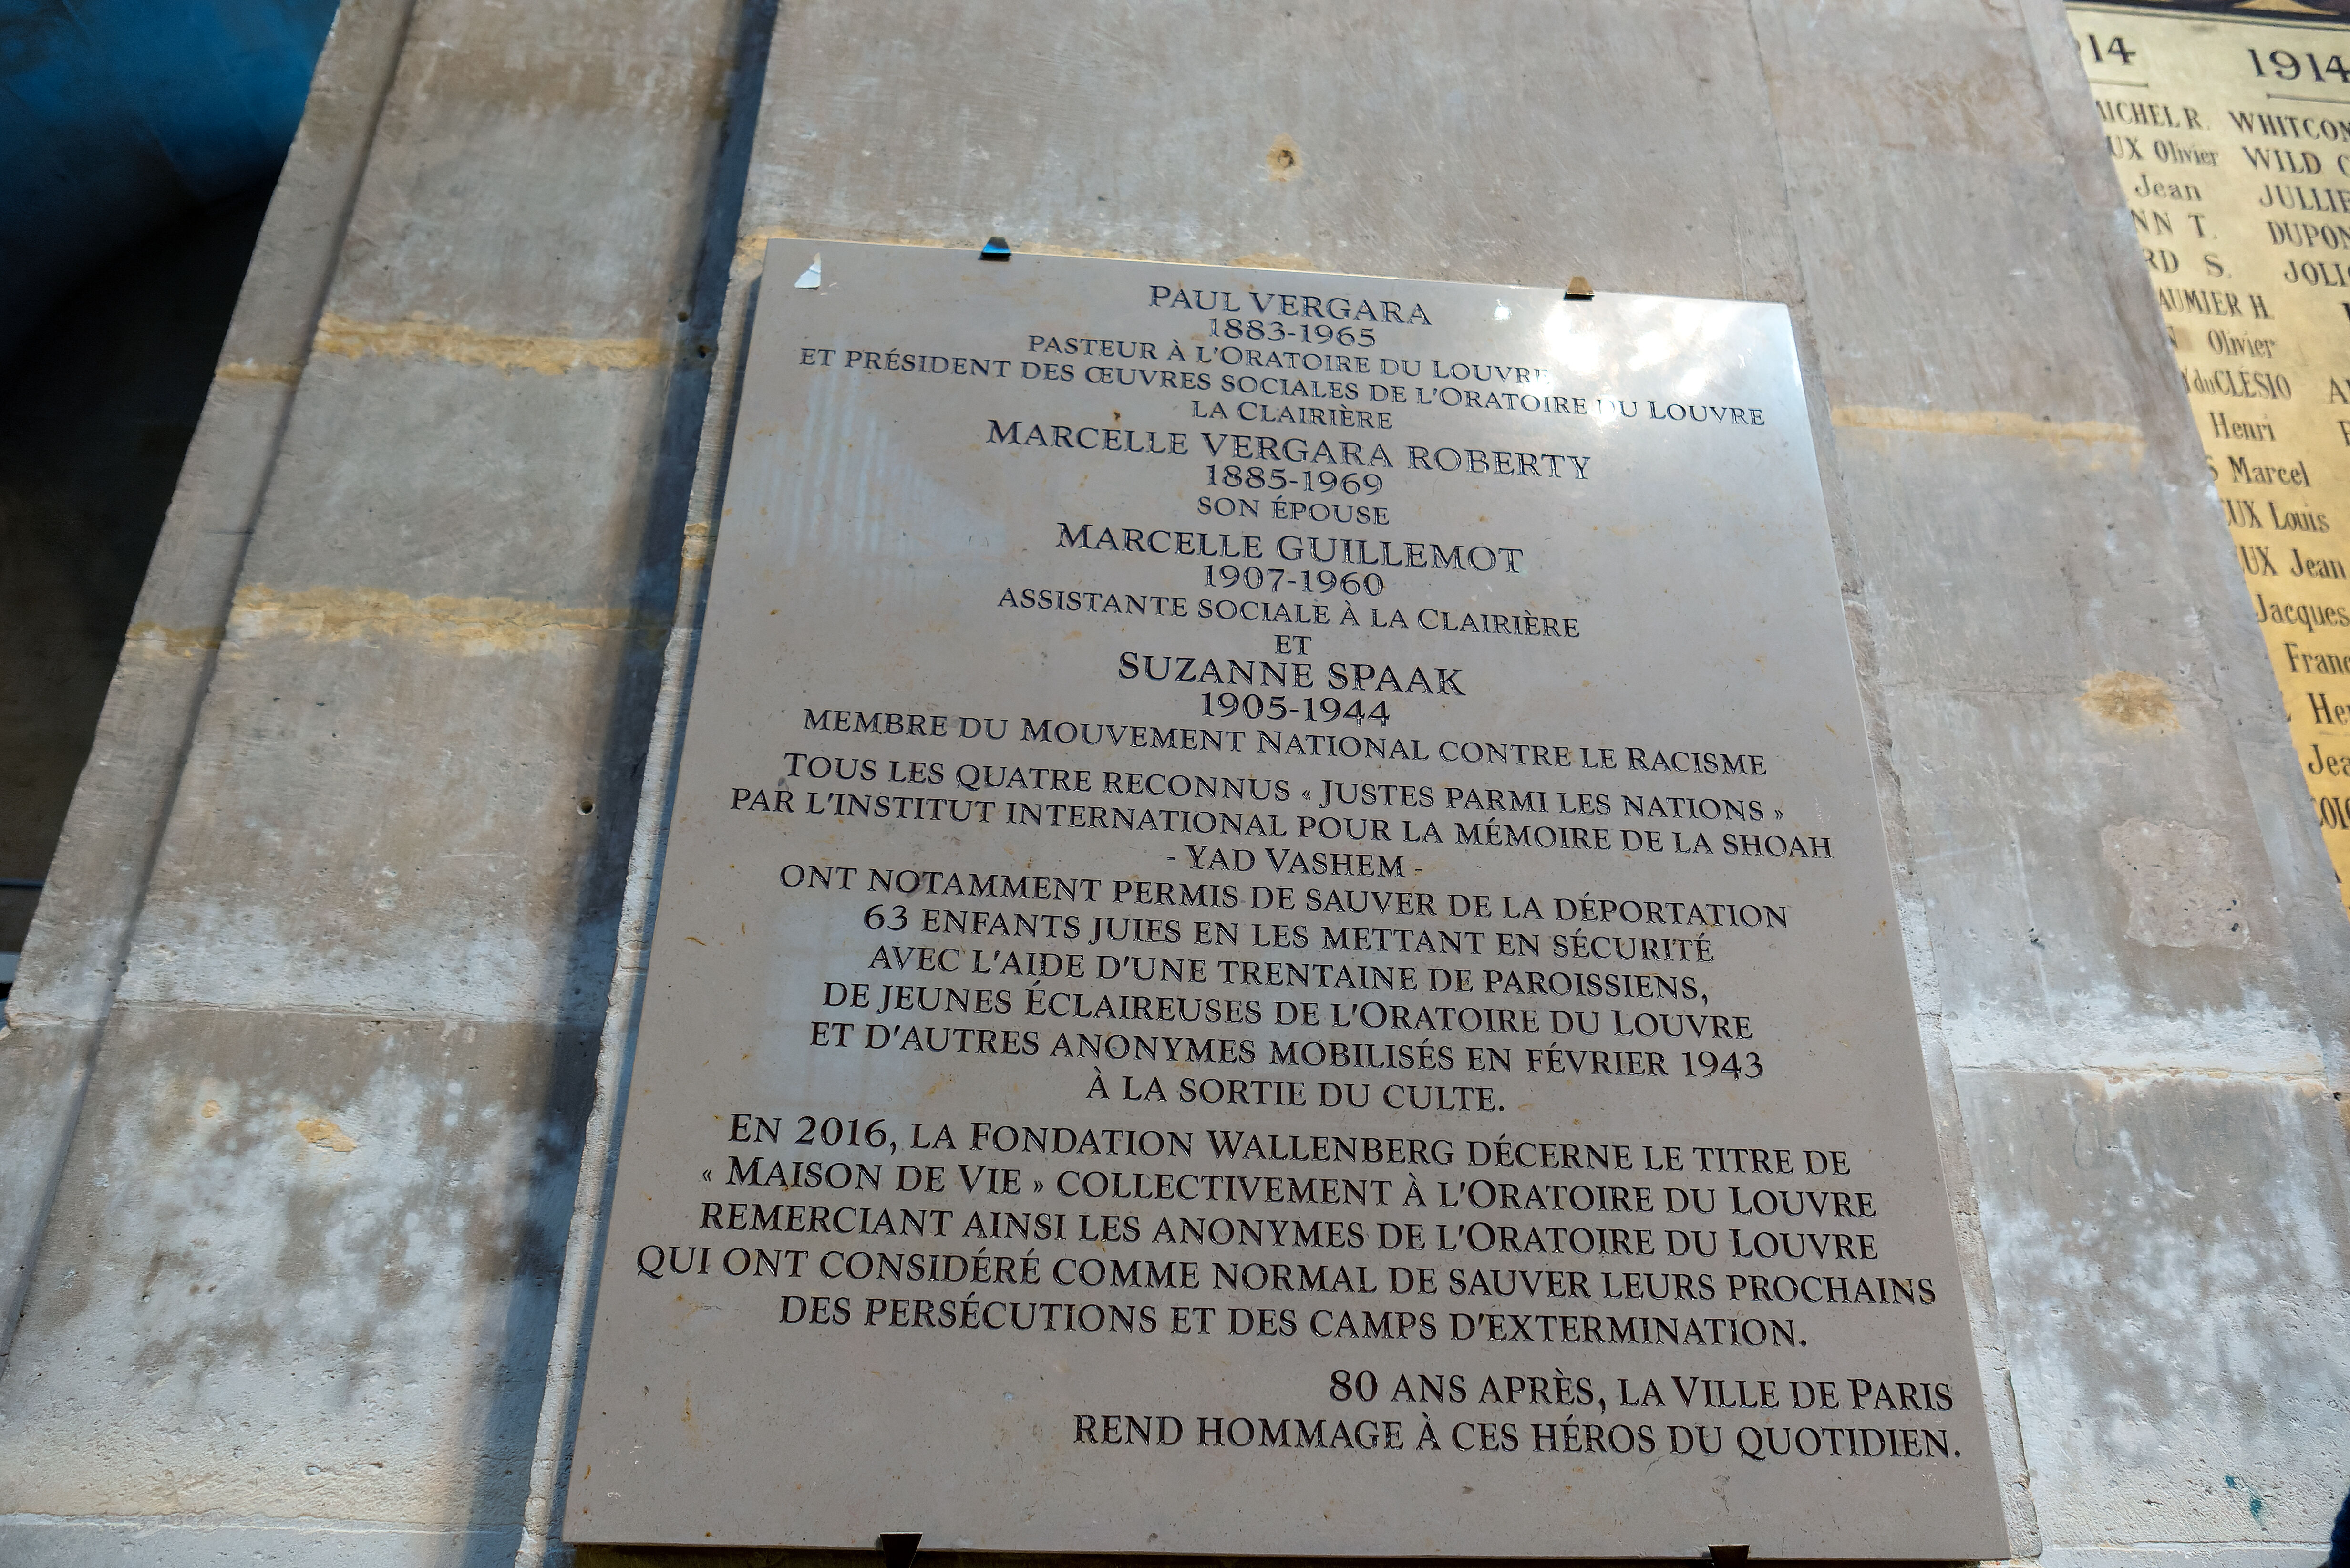 PAUL VERGARA
1883-1965
PASTEUR À L'ORATOIRE DU LOUVRE
ET PRÉSIDENT DES ŒUVRES SOCIALES DE L'ORATOIRE DU LOUVRE
LA CLAIRIÈRE
MARCELLE VERGARA ROBERTY
1885-1969
SON ÉPOUSE
MARCELLE GUILLEMOT
1907-1960
ASSISTANTE SOCIALE À LA CLAIRIÈRE
ET
SUZANNE SPAAK
1905-1944
MEMBRE DU MOUVEMENT NATIONAL CONTRE LE RACISME
TOUS LES QUATRE RECONNUS « JUSTES PARMI LES NATIONS »
PAR L'INSTITUT INTERNATIONAL POUR LA MÉMOIRE DE LA SHOAH
- YAD VASHEM -
ONT NOTAMMENT PERMIS DE SAUVER DE LA DÉPORTATION
63 ENFANTS JUIFS EN LES METTANT EN SÉCURITÉ
AVEC L'AIDE D'UNE TRENTAINE DE PAROISSIENS,
DE JEUNES ÉCLAIREUSES DE L'ORATOIRE DU LOUVRE
ET D'AUTRES ANONYMES MOBILISÉS EN FÉVRIER 1943
À LA SORTIE DU CULTE.
EN 2016, LA FONDATION WALLENBERG DÉCERNE LE TITRE DE
« MAISON DE VIE » COLLECTIVEMENT À L'ORATOIRE DU LOUVRE
REMERCIANT AINSI LES ANONYMES DE L'ORATOIRE DU LOUVRE
QUI ONT CONSIDÉRÉ COMME NORMAL DE SAUVER LEURS PROCHAINS
DES PERSÉCUTIONS ET DES CAMPS D'EXTERMINATION.
80 ANS APRÈS, LA VILLE DE PARIS
REND HOMMAGE À CES HÉROS DU QUOTIDIEN.
1914
MICHEL R.
Olivier WILD
Jean
T.
S.
H.
Olivier
du CLÉSIO
Henri
Marcel
Louis
Jean
Jacques